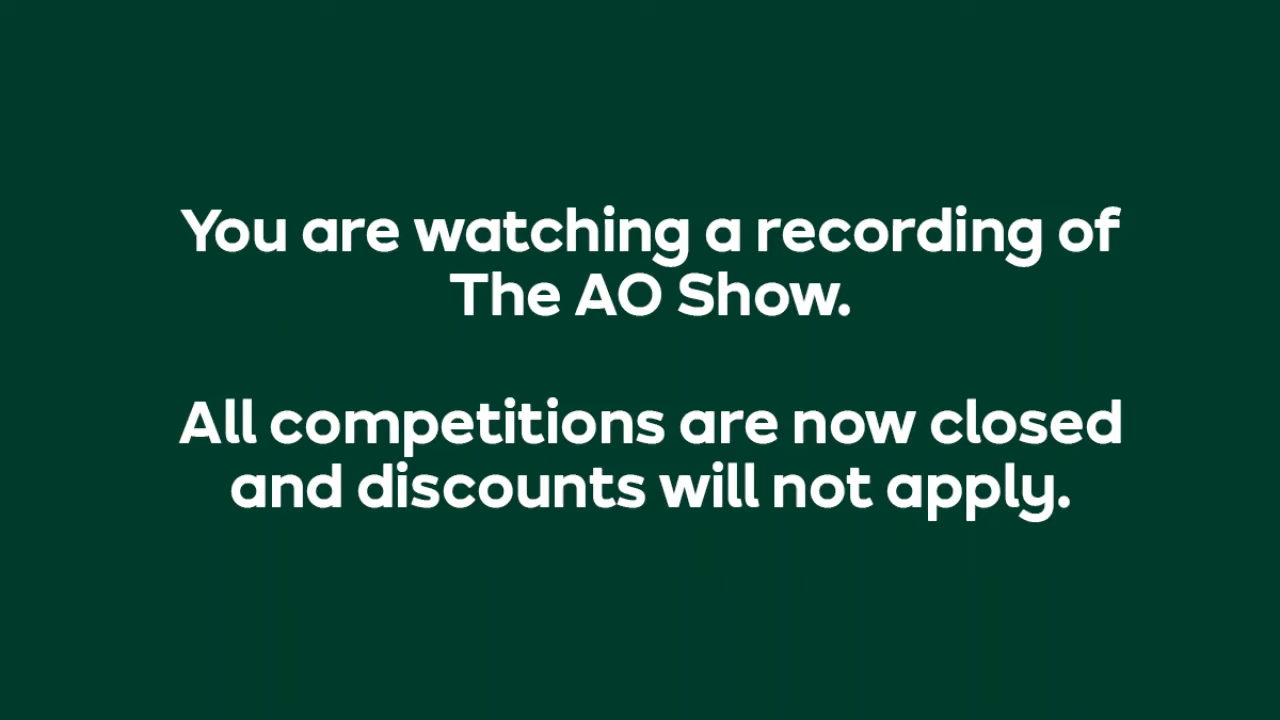 You are watching a recording of
The AO Show.
All competitions are now closed
and discounts will not apply.